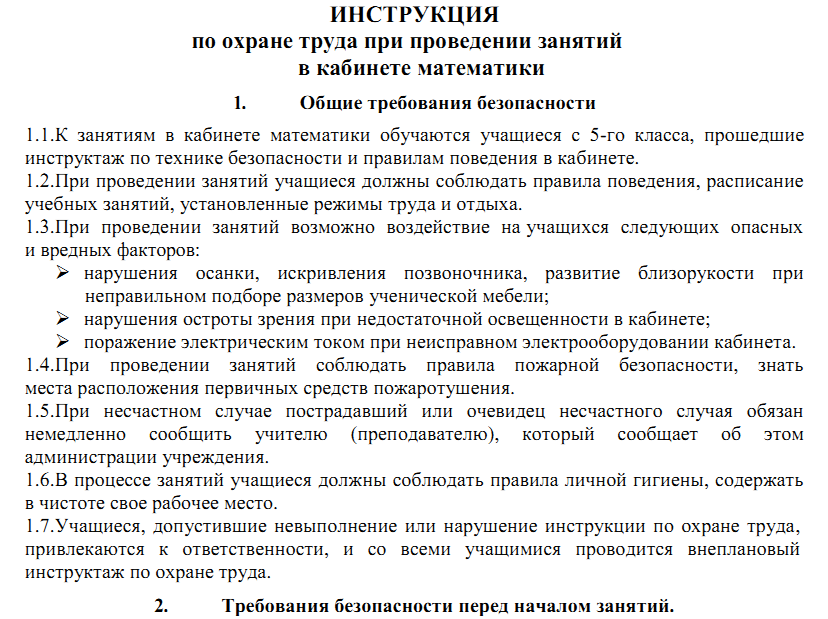 ИНСТРУКЦИЯ
по охране труда при проведении занятий
в кабинете математики
1. Общие требования безопасности
1.1.К занятиям в кабинете математики обучаются учащиеся с 5-го класса, прошедшие
инструктаж по технике безопасности и правилам поведения в кабинете.
1.2.При проведении занятий учащиеся должны соблюдать правила поведения, расписание
учебных занятий, установленные режимы труда и отдыха.
1.3.При проведении занятий возможно воздействие на учащихся следующих опасных
и вредных факторов:
➢ нарушения осанки, искривления позвоночника, развитие близорукости при
неправильном подборе размеров ученической мебели;
➢ нарушения остроты зрения при недостаточной освещенности в кабинете;
➢ поражение электрическим током при неисправном электрооборудовании кабинета.
1.4.При проведении занятий соблюдать правила пожарной безопасности, знать
места расположения первичных средств пожаротушения.
1.5.При несчастном случае пострадавший или очевидец несчастного случая обязан
немедленно сообщить учителю (преподавателю), который сообщает об этом
администрации учреждения.
1.6.В процессе занятий учащиеся должны соблюдать правила личной гигиены, содержать
в чистоте свое рабочее место.
1.7.Учащиеся, допустившие невыполнение или нарушение инструкции по охране труда,
привлекаются к ответственности, и со всеми учащимися проводится внеплановый
инструктаж по охране труда.
2. Требования безопасности перед началом занятий.